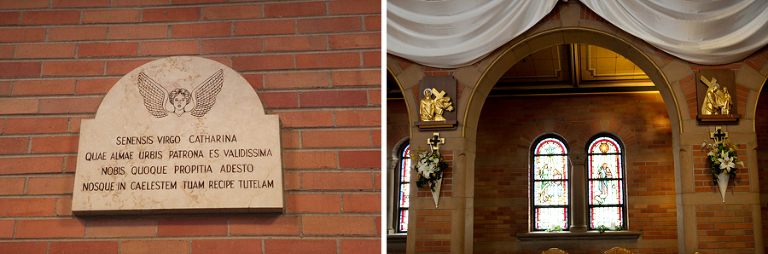 SENENSIS VIRGO CATHARINA
QUAE ALMAE URBIS PATRONA ES VALIDISSIMA
NOBIS QUOQUE PROPITIA ADESTO
NOSQUE IN CAELESTEM TUAM RECIPE TUTELAM